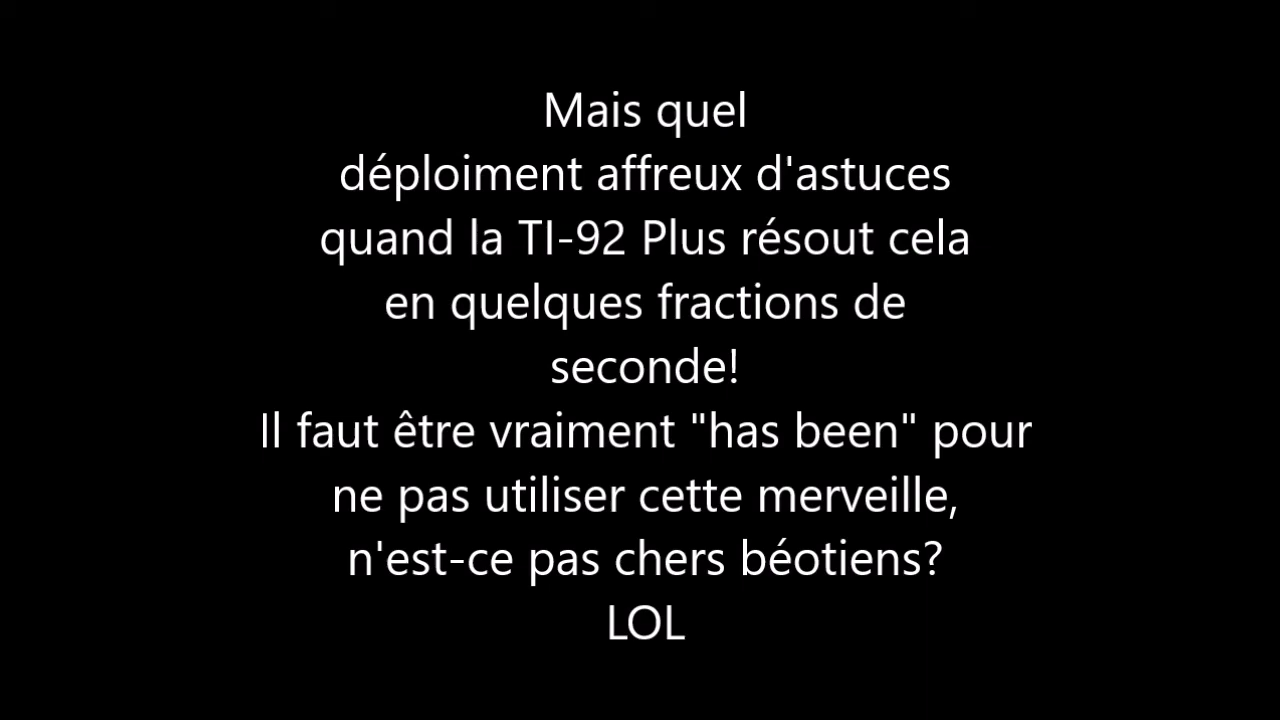 Mais quel
déploiment affreux d'astuces
quand la TI-92 Plus résout cela
en quelques fractions de
seconde!
Il faut être vraiment "has been" pour
ne pas utiliser cette merveille,
n'est-ce pas chers béotiens?
LOL